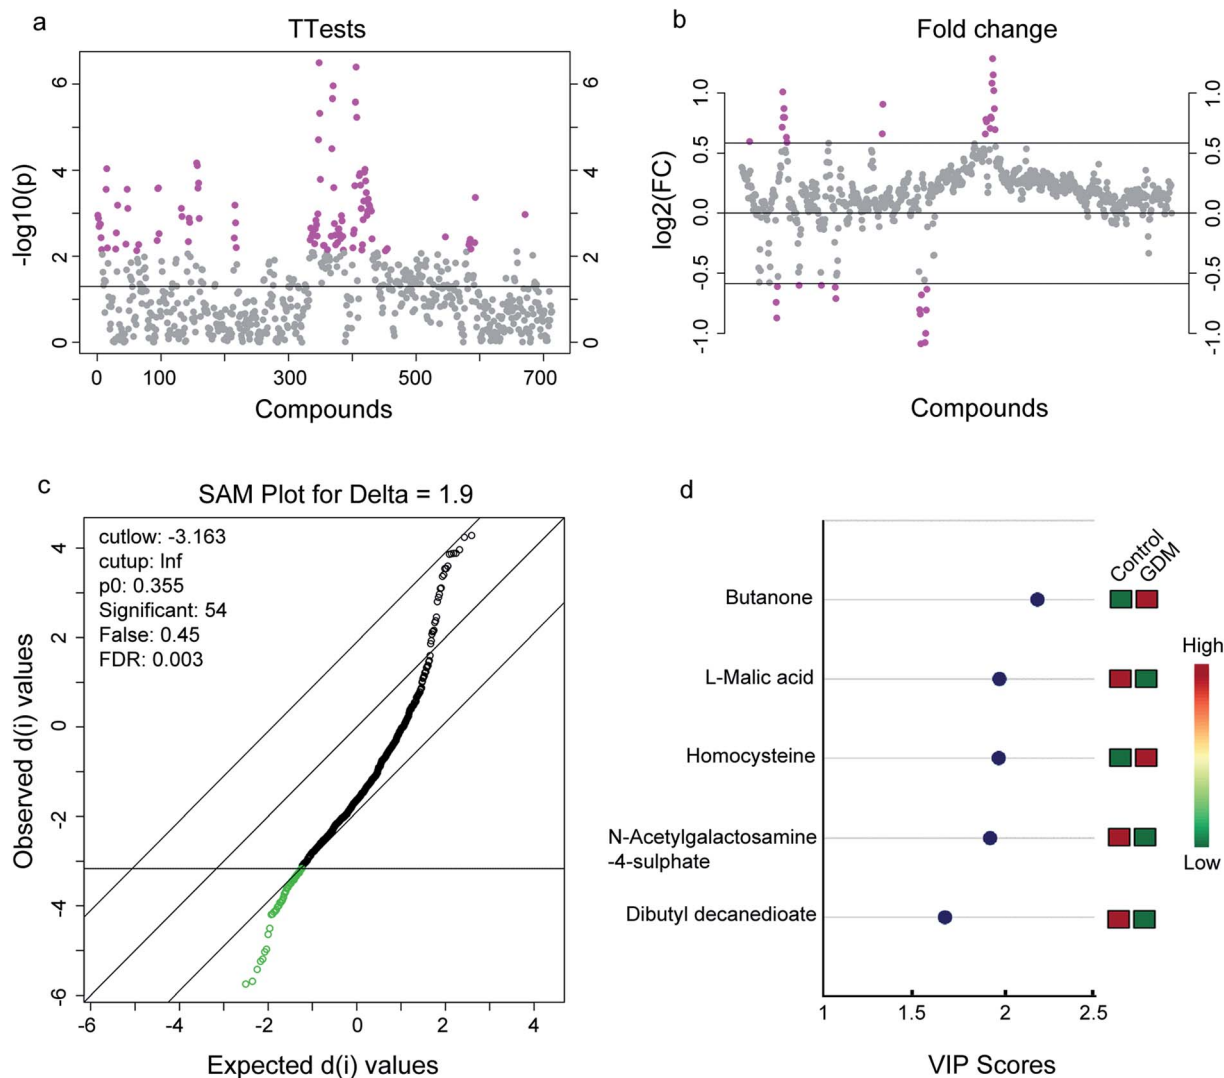 a
TTests
-log10(p)
6
4
2
0
6
4
2
0
0
100
300
500
700
Compounds
b
Fold change
log2(FC)
1.0
0.5
0.0
-0.5
-1.0
1.0
0.5
0.0
-0.5
-1.0
Compounds
c
SAM Plot for Delta = 1.9
cutlow: -3.163
cutup: Inf
p0: 0.355
Significant: 54
False: 0.45
FDR: 0.003
Observed d(i) values
4
2
0
-2
-4
-6
-6
-4
-2
0
2
4
Expected d(i) values
d
Control
GDM
Butanone
L-Malic acid
Homocysteine
N-Acetylgalactosamine
-4-sulphate
Dibutyl decanedioate
High
Low
1
1.5
2
2.5
VIP Scores